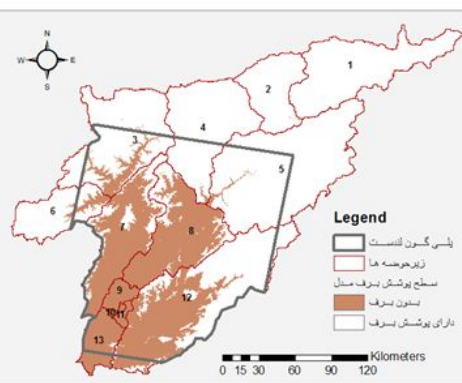 N
W E
S
1
2
3
4
5
6
7
8
9
10 11
12
13
Legend
پلی گون لندست
زیرحوضه ها
سطح پوشش برف مدل
بدون برف
دارای پوشش برف
Kilometers
0 15 30 60 90 120